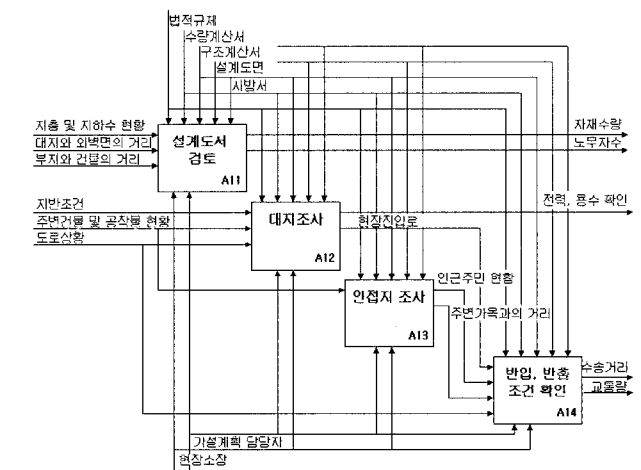 법적규제
수량계산서
구조계산서
설계도면
시방서
지층 및 지하수 현황
대지와 외벽면의 거리
부지와 건물의 거리
설계도서
검토
A11
자재수량
노무자수
지반조건
주변건물 및 공작물 현황
도로상황
대지조사
A12
현장진입로
전력, 용수 확인
인접지 조사
A13
인근주민 현황
주변가옥과의 거리
반입, 반출
조건 확인
A14
수송거리
교통량
가설계획 담당자
현장소장